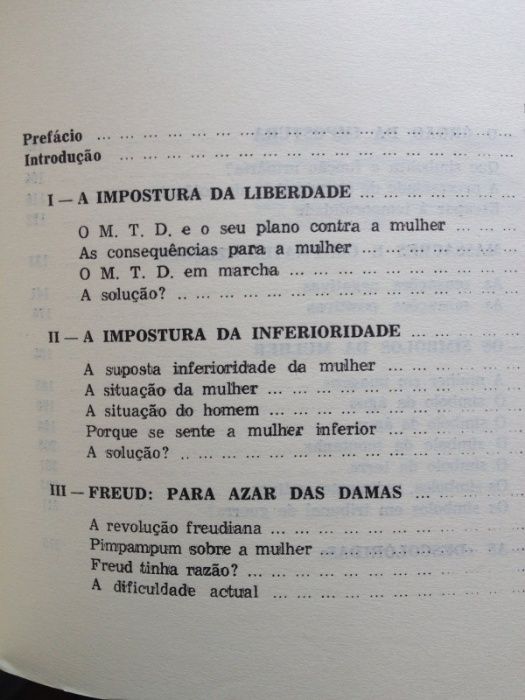 Prefácio ... ... ... ... ... ... ... ... ... ... ...
Introdução ... ... ... ... ... ... ... ... ... ...
I — A IMPOSTURA DA LIBERDADE ... ... ... ...
O M. T. D. e o seu plano contra a mulher ... ...
As consequências para a mulher ... ... ... ...
O M. T. D. em marcha ... ... ... ... ... ...
A solução? .. ... ... ... ... ... ... ... ...
II — A IMPOSTURA DA INFERIORIDADE ... ...
A suposta inferioridade da mulher ... ... ...
A situação da mulher ... ... ... ... ... ...
A situação do homem ... ... ... ... ... ...
Porque se sente a mulher inferior ... ... ...
A solução? .. ... ... ... ... ... ... ... ...
III — FREUD: PARA AZAR DAS DAMAS ... ...
A revolução freudiana ... ... ... ... ... ...
Pimpampum sobre a mulher ... ... ... ... ...
Freud tinha razão? ... ... ... ... ... ... ...
A dificuldade actual ... ... ... ... ... ...